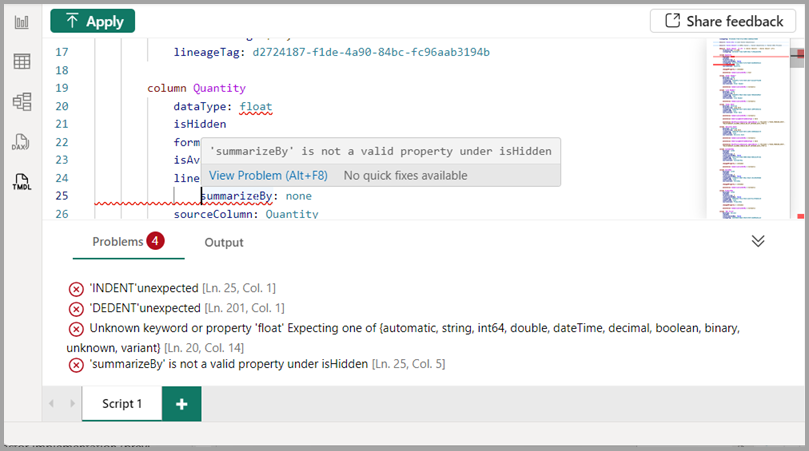 Apply
Share feedback
17 lineageTag: d2724187-f1de-4a90-84bc-fc96aab3194b
18
19 column Quantity
20 dataType: float
21 isHidden
22 form
'summarizeBy' is not a valid property under isHidden
23 isAv
View Problem (Alt+F8) No quick fixes available
24 line
25 summarizeBy: none
26 sourceColumn: Quantity
DAX
TMDL
Problems 4 Output
'INDENT'unexpected [Ln. 25, Col. 1]
'DEDENT'unexpected [Ln. 201, Col. 1]
Unknown keyword or property 'float' Expecting one of {automatic, string, int64, double, dateTime, decimal, boolean, binary,
unknown, variant} [Ln. 20, Col. 14]
'summarizeBy' is not a valid property under isHidden [Ln. 25, Col. 5]
Script 1
+